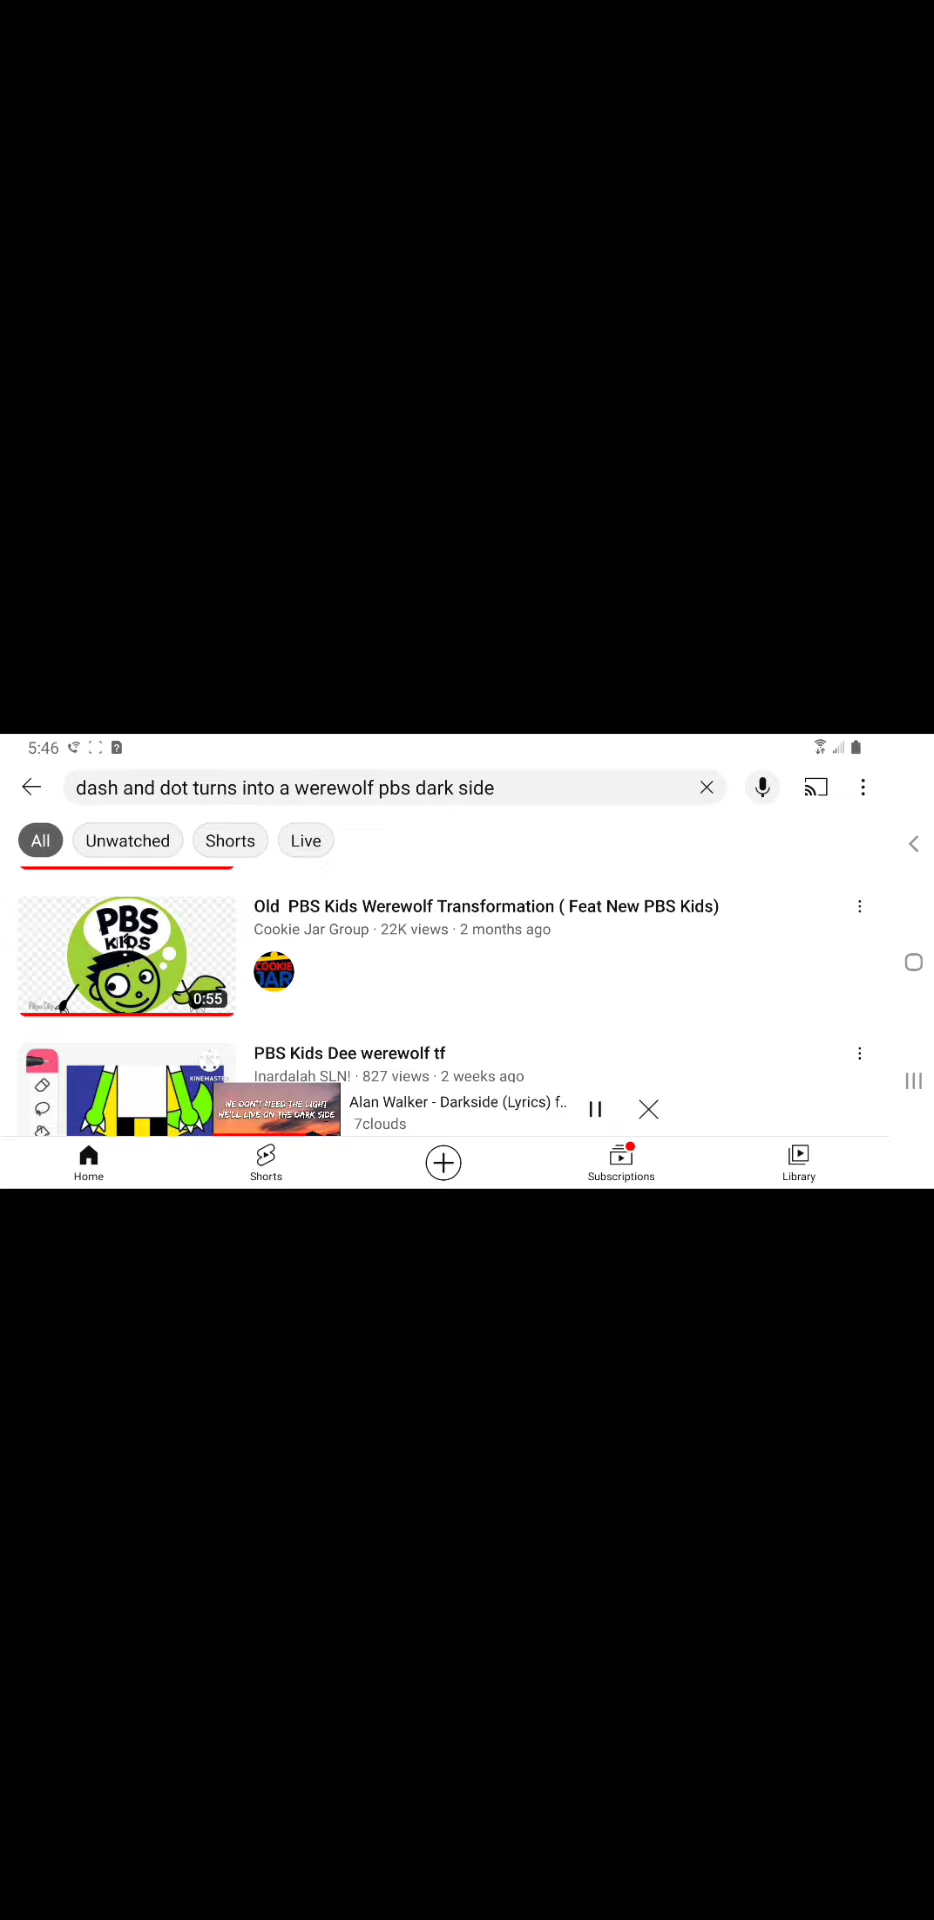 5:46
dash and dot turns into a werewolf pbs dark side
All
Unwatched
Shorts
Live
PBS
KIDS
0:55
Old PBS Kids Werewolf Transformation ( Feat New PBS Kids)
Cookie Jar Group · 22K views · 2 months ago
COOKIE
JAR
KINEMASTER
PBS Kids Dee werewolf tf
Inardalah SLN! · 827 views · 2 weeks ago
WE DON'T NEED THE LIGHT
WE'LL LIVE ON THE DARK SIDE
Alan Walker - Darkside (Lyrics) f..
7clouds
Home
Shorts
Subscriptions
Library